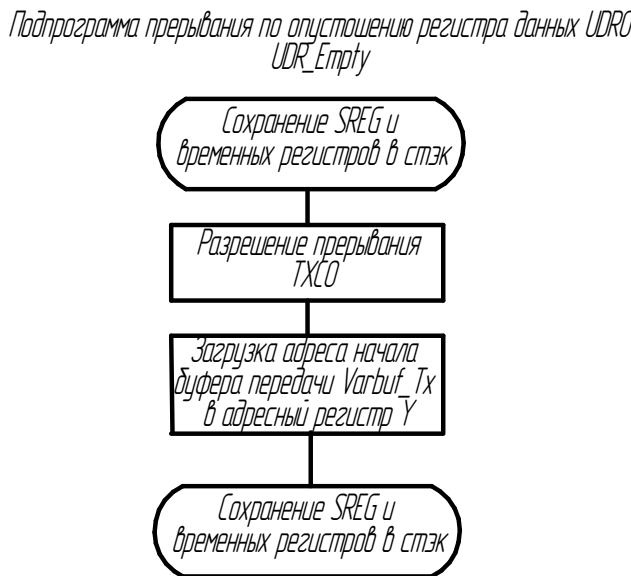 Подпрограмма прерывания по опустошению регистра данных UDR0
UDR_Empty
Сохранение SREG и
временных регистров в стэк
Разрешение прерывания
TXC0
Загрузка адреса начала
буфера передачи Varbuf_Tx
в адресный регистр Y
Сохранение SREG и
временных регистров в стэк